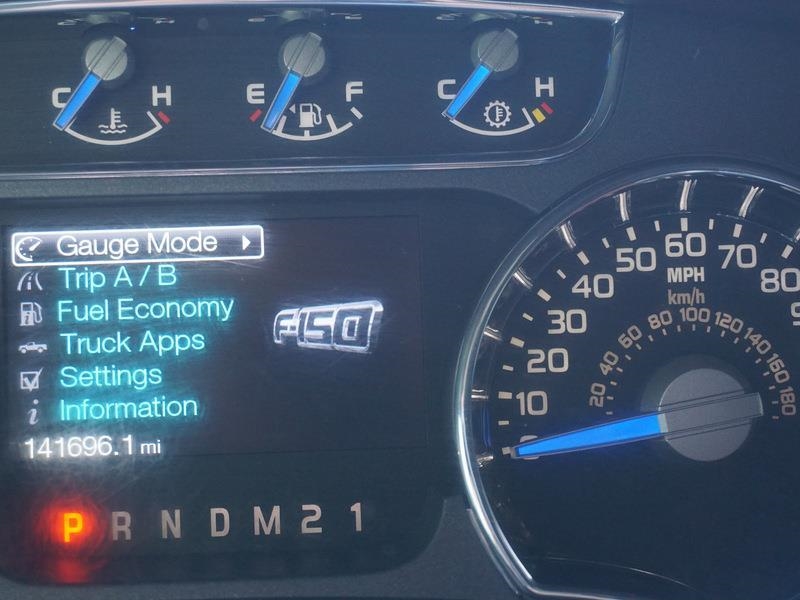 C H
E F
C H
Gauge Mode
Trip A / B
Fuel Economy
Truck Apps
Settings
Information
141696.1 mi
F150
P R N D M 2 1
10 20 30 40 50 60 70 80
MPH
km/h
20 40 60 80 100 120 140 160 180